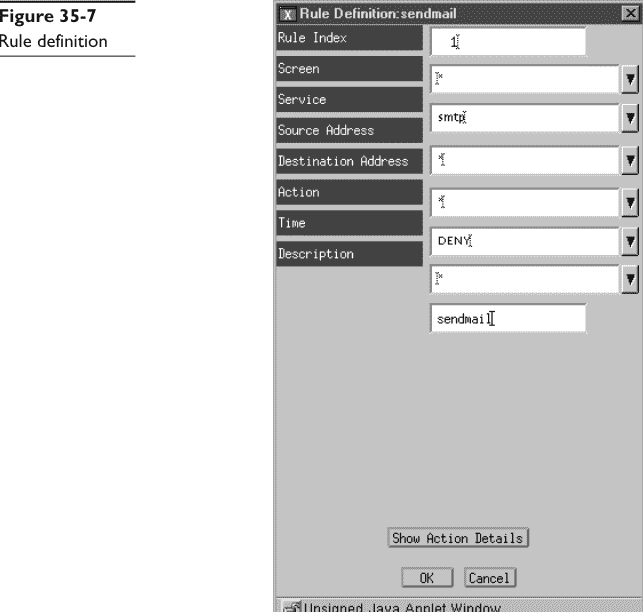 Figure 35-7
Rule definition
X Rule Definition:sendmail
Rule Index
1
Screen
*
Service
smtp
Source Address
*
Destination Address
*
Action
DENY
Time
*
Description
sendmail
Show Action Details
OK Cancel
Unsigned Java Applet Window